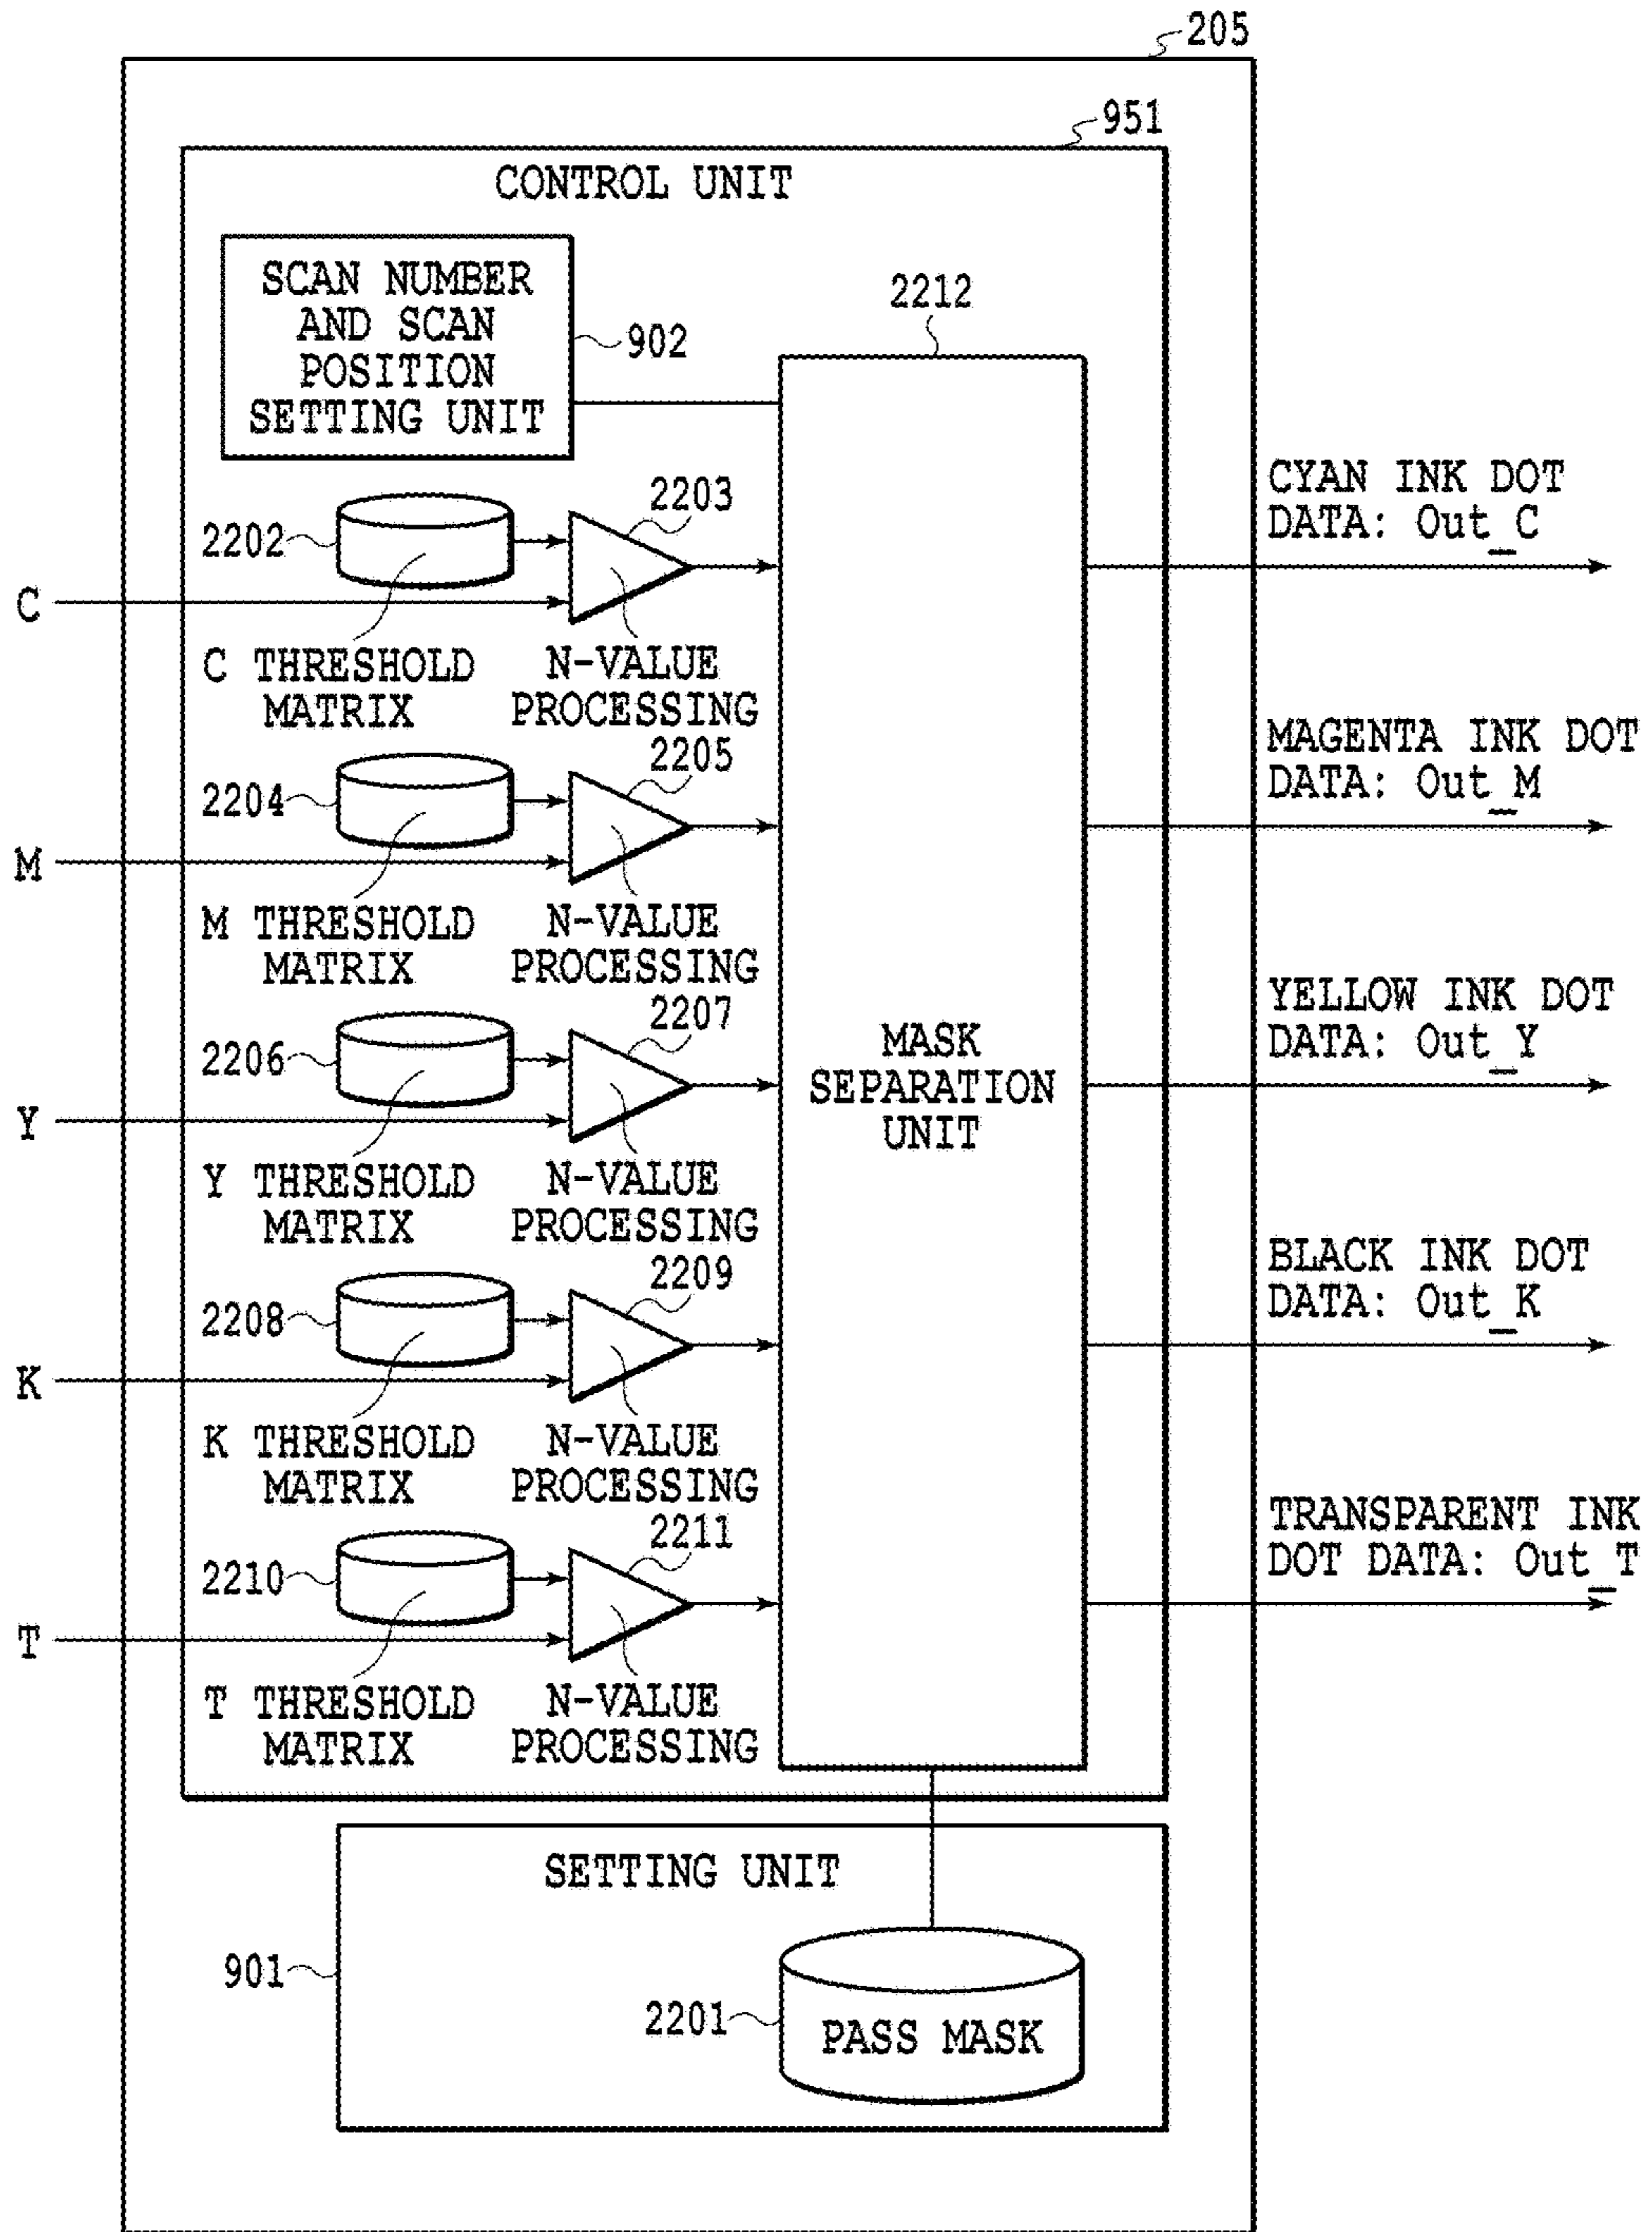 205
951
CONTROL UNIT
SCAN NUMBER
AND SCAN
POSITION
SETTING UNIT
902
2212
2202
2203
C
C THRESHOLD
MATRIX
N-VALUE
PROCESSING
CYAN INK DOT
DATA: Out_C
2204
2205
M
M THRESHOLD
MATRIX
N-VALUE
PROCESSING
MAGENTA INK DOT
DATA: Out_M
2206
2207
Y
Y THRESHOLD
MATRIX
N-VALUE
PROCESSING
MASK
SEPARATION
UNIT
YELLOW INK DOT
DATA: Out_Y
2208
2209
K
K THRESHOLD
MATRIX
N-VALUE
PROCESSING
BLACK INK DOT
DATA: Out_K
2210
2211
T
T THRESHOLD
MATRIX
N-VALUE
PROCESSING
TRANSPARENT INK
DOT DATA: Out_T
SETTING UNIT
901
2201
PASS MASK